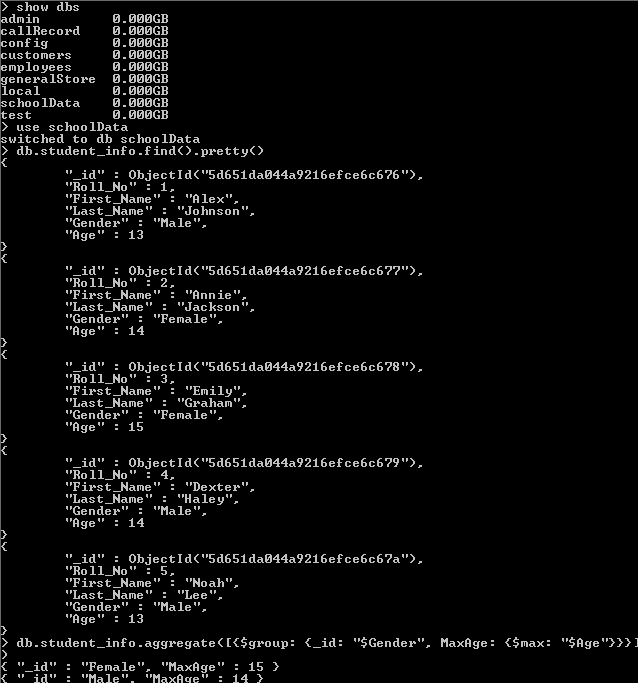 > show dbs
admin 0.000GB
callRecord 0.000GB
config 0.000GB
customers 0.000GB
employees 0.000GB
generalStore 0.000GB
local 0.000GB
schoolData 0.000GB
test 0.000GB
> use schoolData
switched to db schoolData
> db.student_info.find().pretty()
{
"_id" : ObjectId("5d651da044a9216efce6c676"),
"Roll_No" : 1,
"First_Name" : "Alex",
"Last_Name" : "Johnson",
"Gender" : "Male",
"Age" : 13
}
{
"_id" : ObjectId("5d651da044a9216efce6c677"),
"Roll_No" : 2,
"First_Name" : "Annie",
"Last_Name" : "Jackson",
"Gender" : "Female",
"Age" : 14
}
{
"_id" : ObjectId("5d651da044a9216efce6c678"),
"Roll_No" : 3,
"First_Name" : "Emily",
"Last_Name" : "Graham",
"Gender" : "Female",
"Age" : 15
}
{
"_id" : ObjectId("5d651da044a9216efce6c679"),
"Roll_No" : 4,
"First_Name" : "Dexter",
"Last_Name" : "Haley",
"Gender" : "Male",
"Age" : 14
}
{
"_id" : ObjectId("5d651da044a9216efce6c67a"),
"Roll_No" : 5,
"First_Name" : "Noah",
"Last_Name" : "Lee",
"Gender" : "Male",
"Age" : 13
}
> db.student_info.aggregate([{$group: {_id: "$Gender", MaxAge: {$max: "$Age"}}}]
)
{ "_id" : "Female", "MaxAge" : 15 }
{ "_id" : "Male", "MaxAge" : 14 }